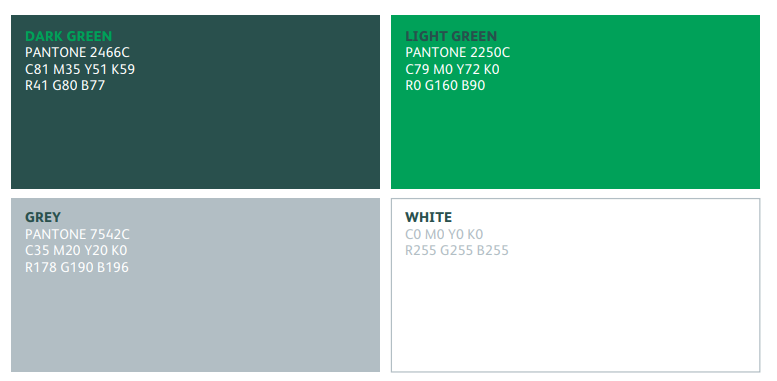 DARK GREEN
PANTONE 2466C
C81 M35 Y51 K59
R41 G80 B77
LIGHT GREEN
PANTONE 2250C
C79 M0 Y72 K0
R0 G160 B90
GREY
PANTONE 7542C
C35 M20 Y20 K0
R178 G190 B196
WHITE
C0 M0 Y0 K0
R255 G255 B255